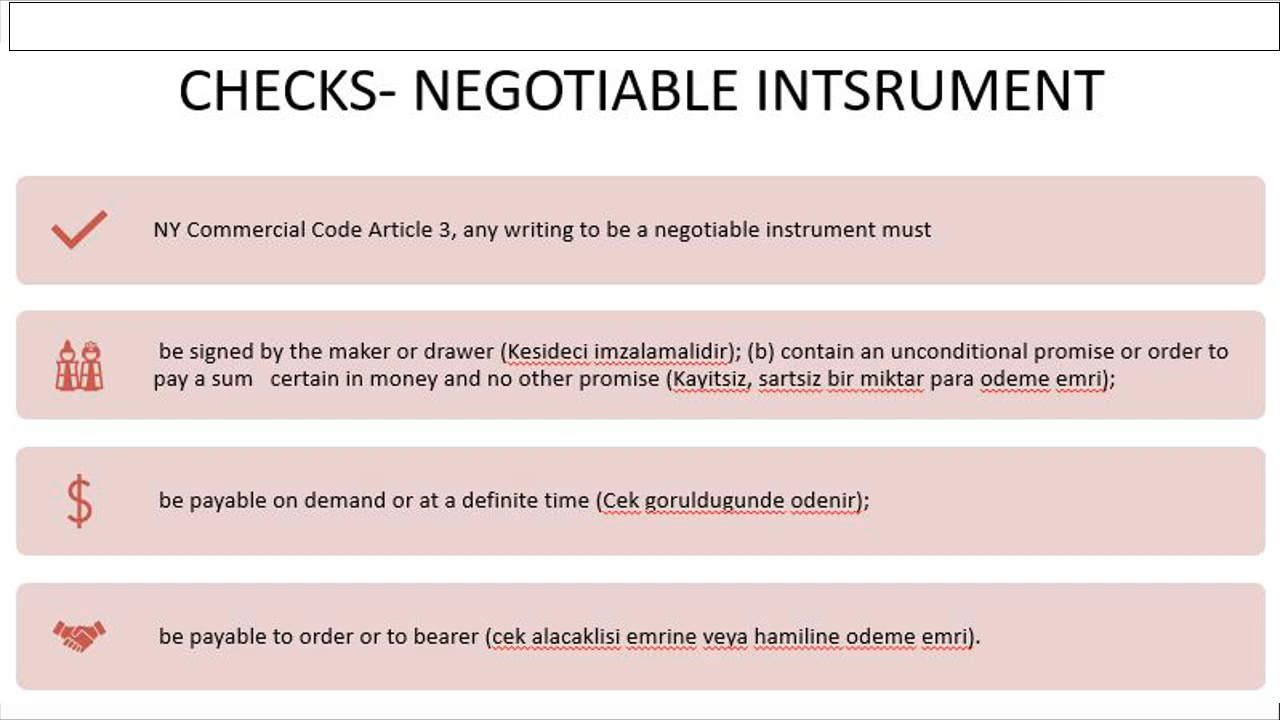 CHECKS- NEGOTIABLE INTSRUMENT
NY Commercial Code Article 3, any writing to be a negotiable instrument must
be signed by the maker or drawer (Kesideci imzalamalidir); (b) contain an unconditional promise or order to
pay a sum certain in money and no other promise (Kayitsiz, sartsiz bir miktar para odeme emri);
be payable on demand or at a definite time (Cek goruldugunde odenir);
be payable to order or to bearer (cek alacaklisi emrine veya hamiline odeme emri).
$